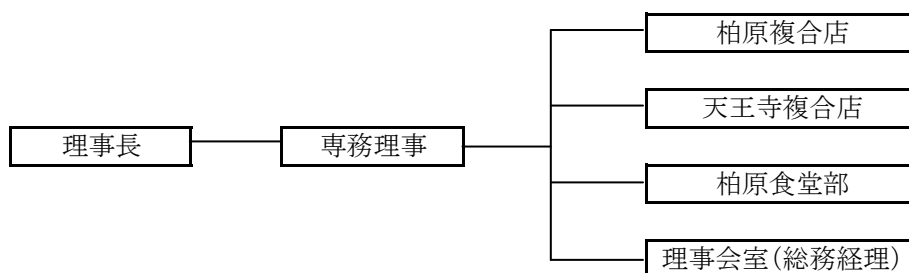 理事長
専務理事
柏原複合店
天王寺複合店
柏原食堂部
理事会室(総務経理)